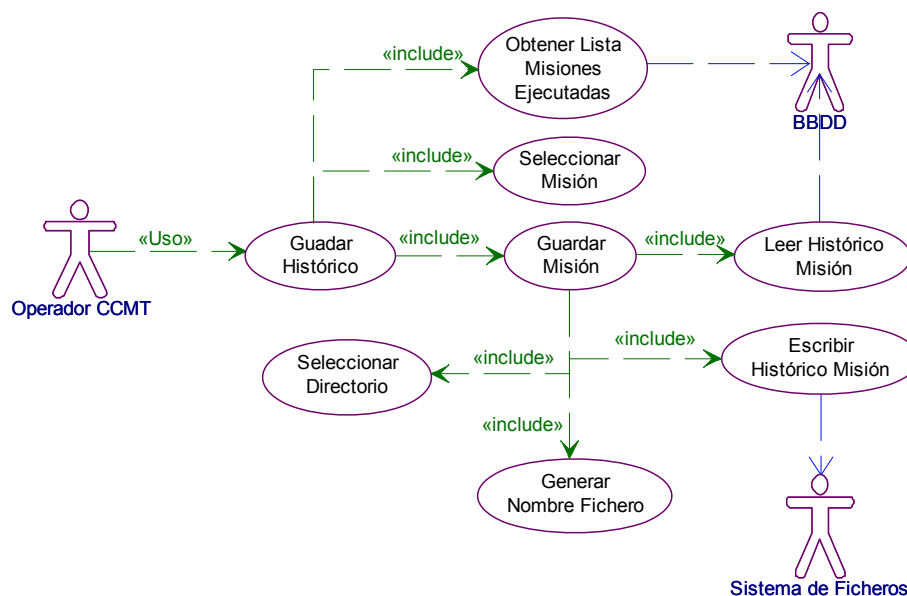 «include»
Obtener Lista
Misiones
Ejecutadas
BBDD
«include»
Seleccionar
Misión
«Uso»
Guadar
Histórico
«include»
Guardar
Misión
«include»
Leer Histórico
Misión
Operador CCMT
Seleccionar
Directorio
«include»
«include»
Escribir
Histórico Misión
«include»
Generar
Nombre Fichero
Sistema de Ficheros